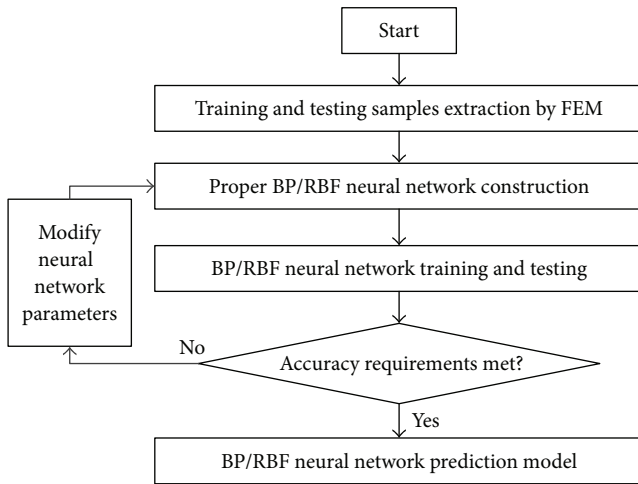 Start
Training and testing samples extraction by FEM
Proper BP/RBF neural network construction
Modify
neural
network
parameters
BP/RBF neural network training and testing
No
Accuracy requirements met?
Yes
BP/RBF neural network prediction model